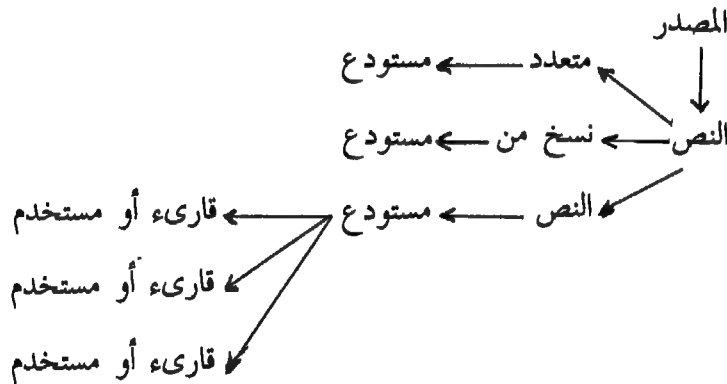 المصدر
متعدد مستودع
النص نسخ من مستودع
النص مستودع قارىء أو مستخدم
قارىء أو مستخدم
قارىء أو مستخدم